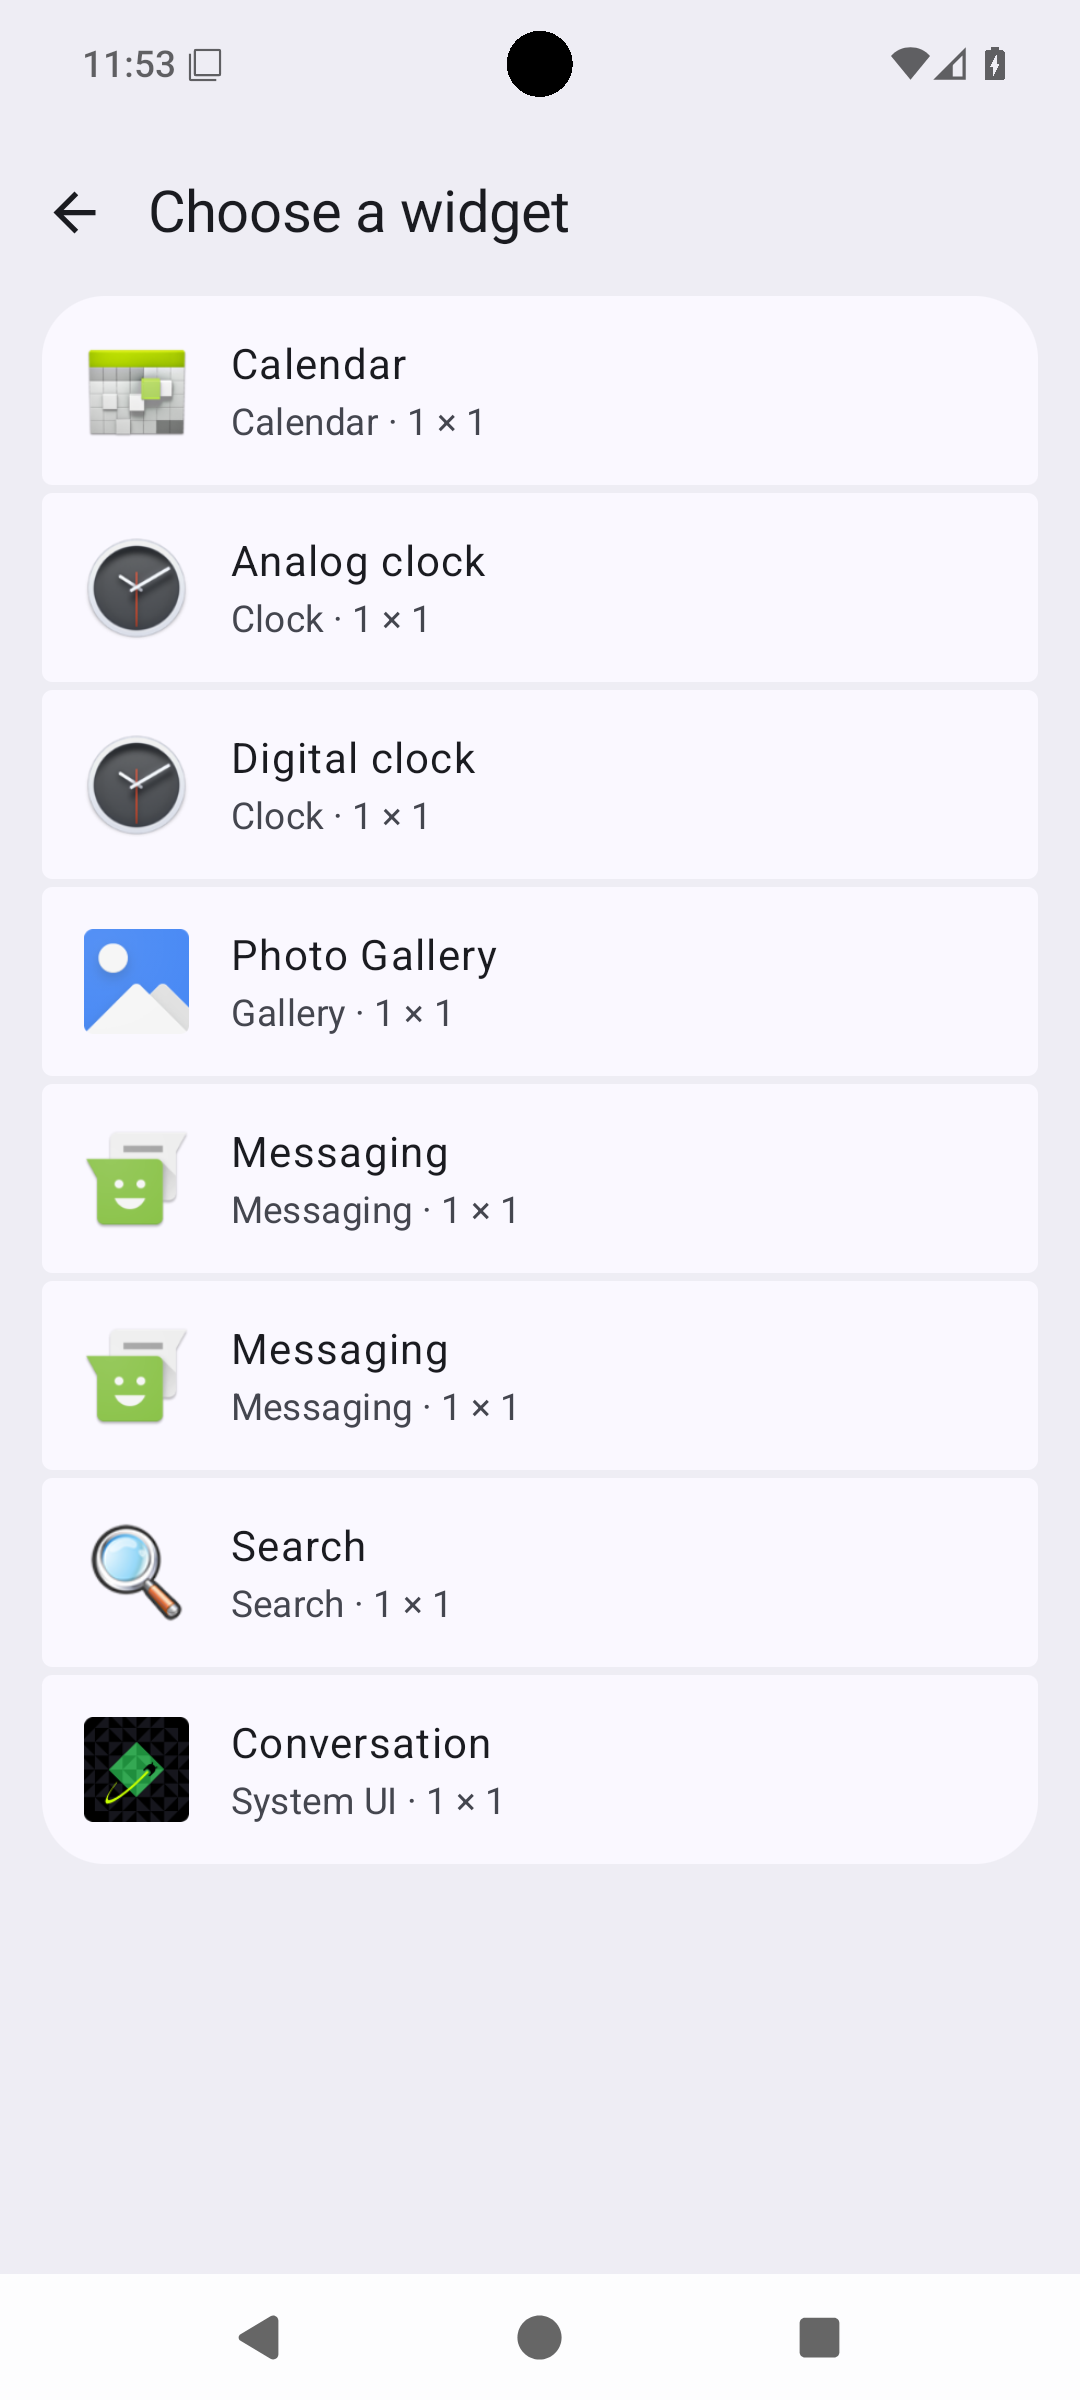 11:53
Choose a widget
Calendar
Calendar · 1 × 1
Analog clock
Clock · 1 × 1
Digital clock
Clock · 1 × 1
Photo Gallery
Gallery · 1 × 1
Messaging
Messaging · 1 × 1
Messaging
Messaging · 1 × 1
Search
Search · 1 × 1
Conversation
System UI · 1 × 1